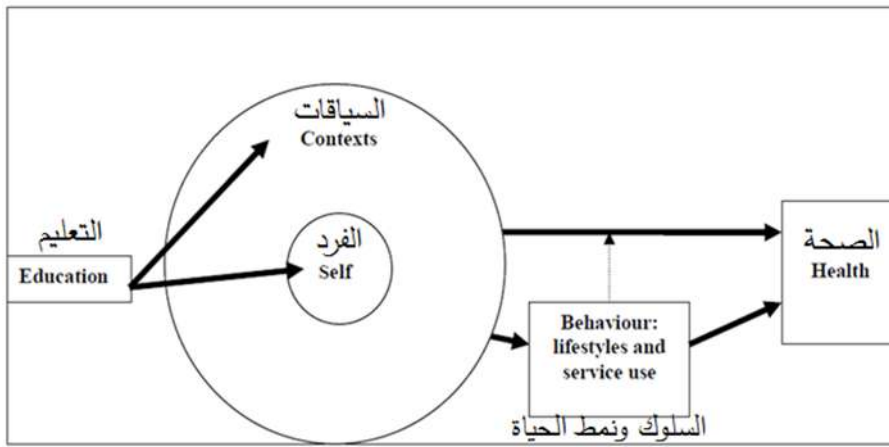 السياقات
Contexts
التعليم
Education
الفرد
Self
الصحة
Health
Behaviour:
lifestyles and
service use
السلوك ونمط الحياة